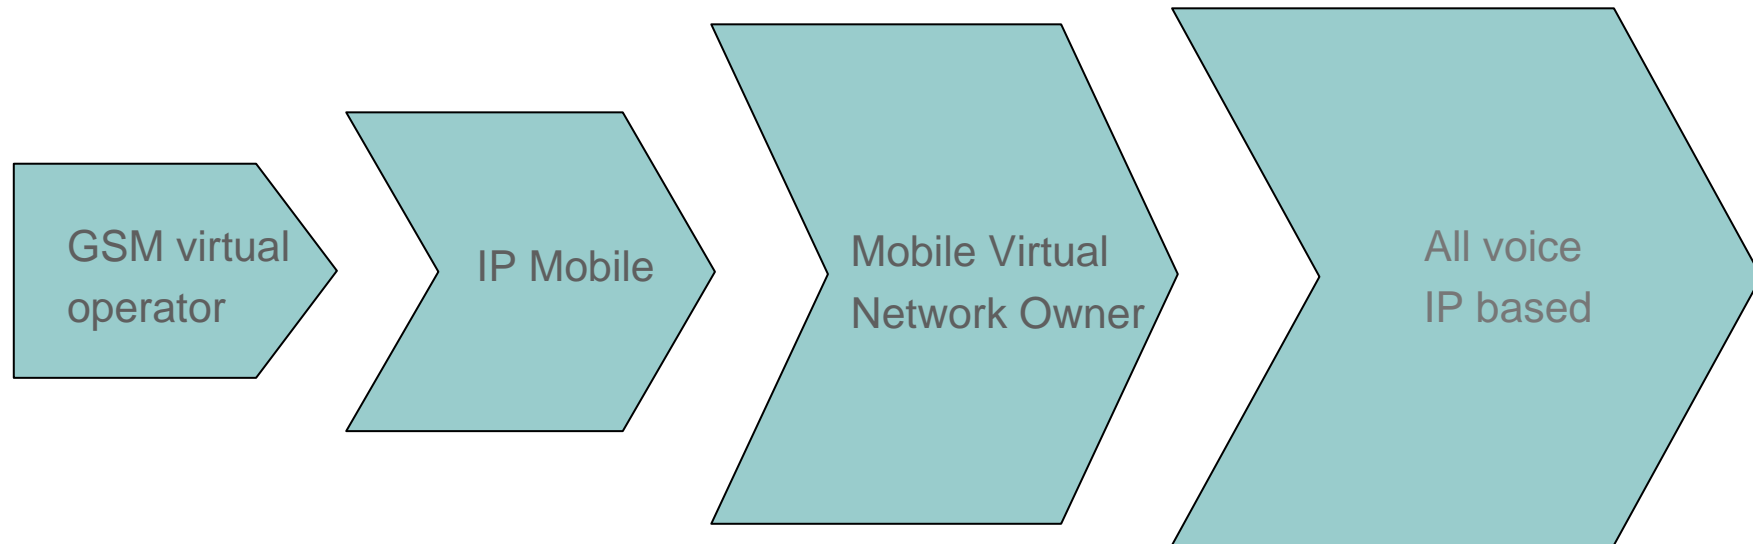 GSM virtual
operator
IP Mobile
Mobile Virtual
Network Owner
All voice
IP based